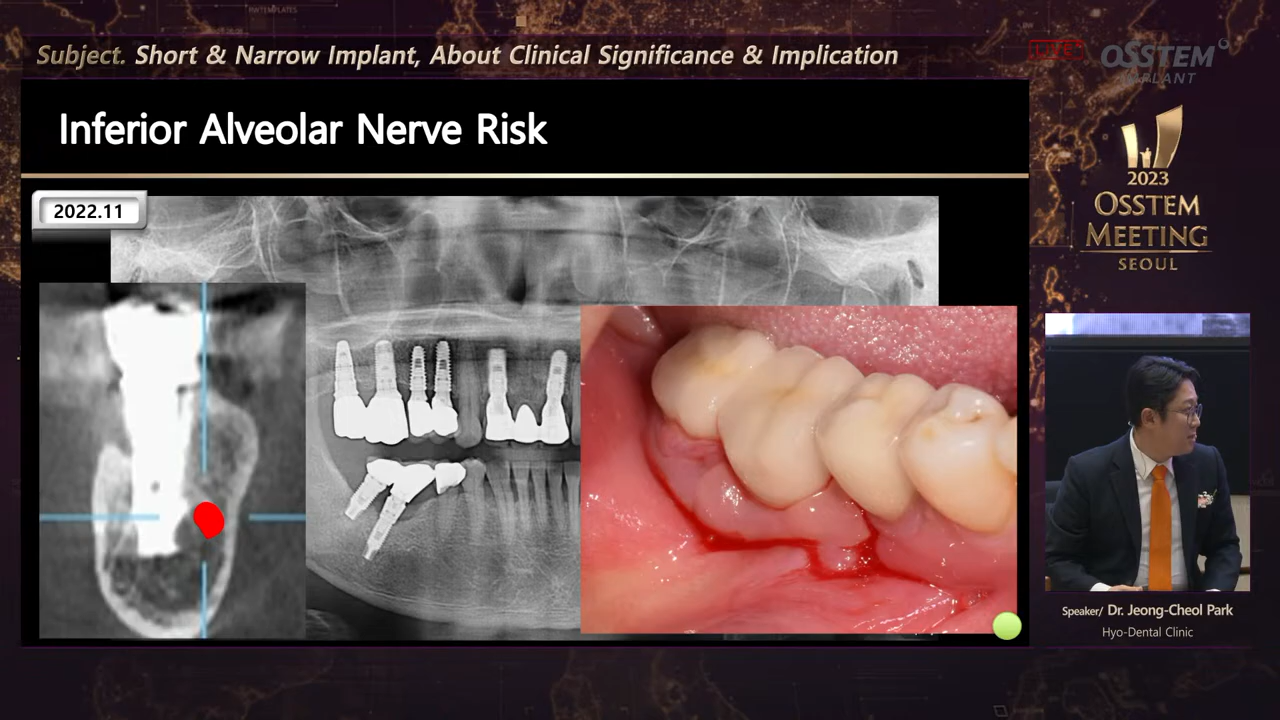 Subject. Short & Narrow Implant, About Clinical Significance & Implication
LIVE
OSSTEM
IMPLANT
Inferior Alveolar Nerve Risk
2022.11
2023
OSSTEM
MEETING
SEOUL
Speaker/ Dr. Jeong-Cheol Park
Hyo-Dental Clinic